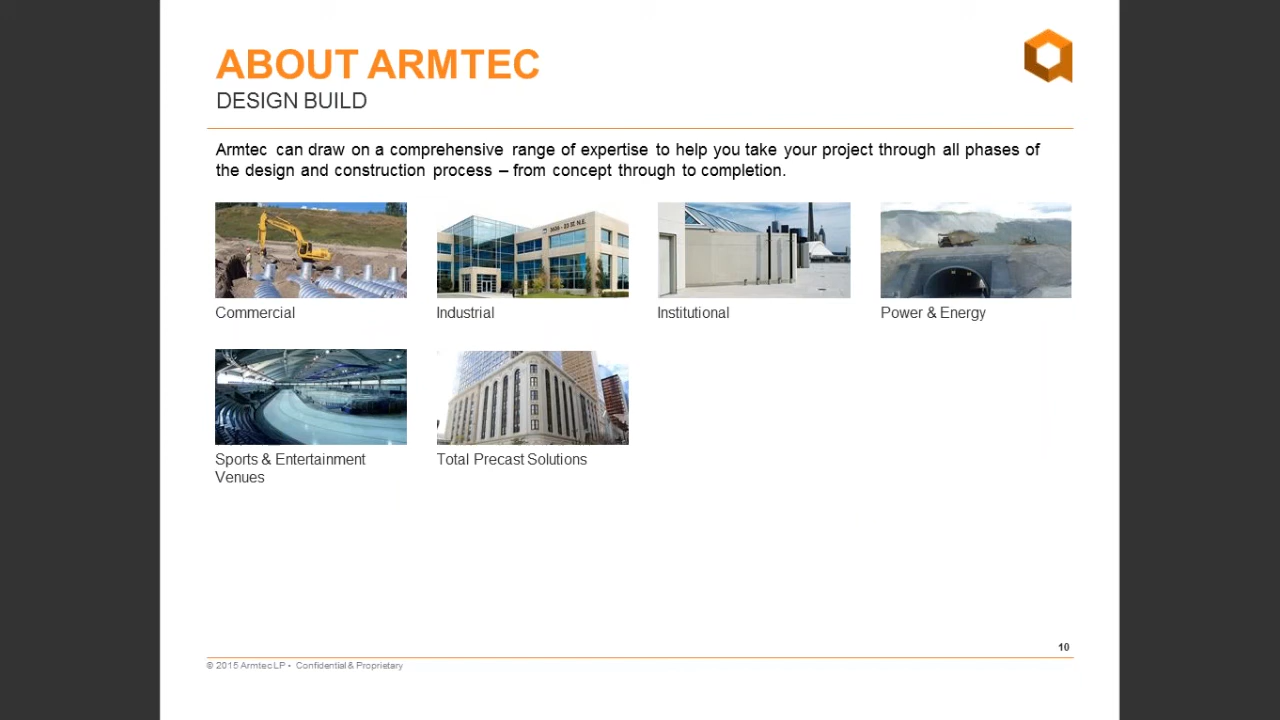 ABOUT ARMTEC
DESIGN BUILD
Armtec can draw on a comprehensive range of expertise to help you take your project through all phases of
the design and construction process – from concept through to completion.
Commercial
Industrial
Institutional
Power & Energy
Sports & Entertainment
Venues
Total Precast Solutions
10
© 2015 Armtec LP • Confidential & Proprietary